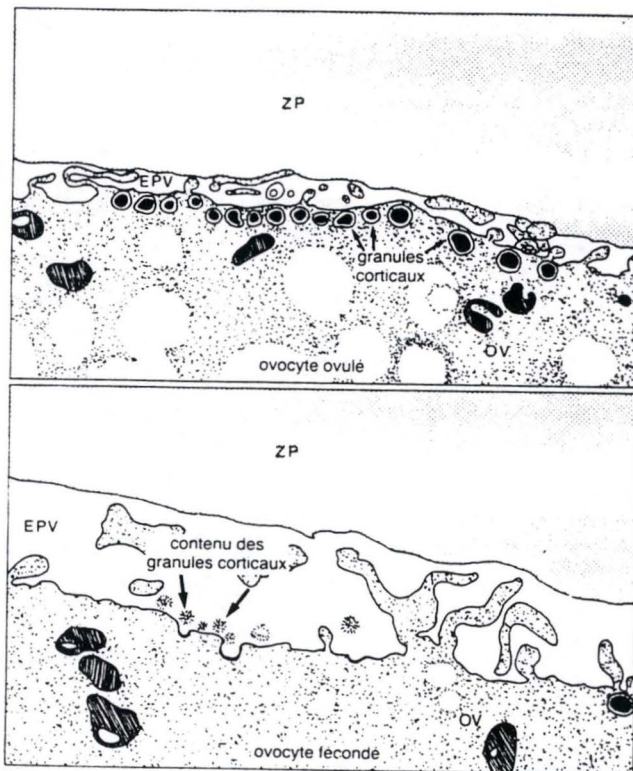 ZP
EPV
granules
corticaux
OV
ovocyte ovulé
ZP
EPV
contenu des
granules corticaux
OV
ovocyte fécondé